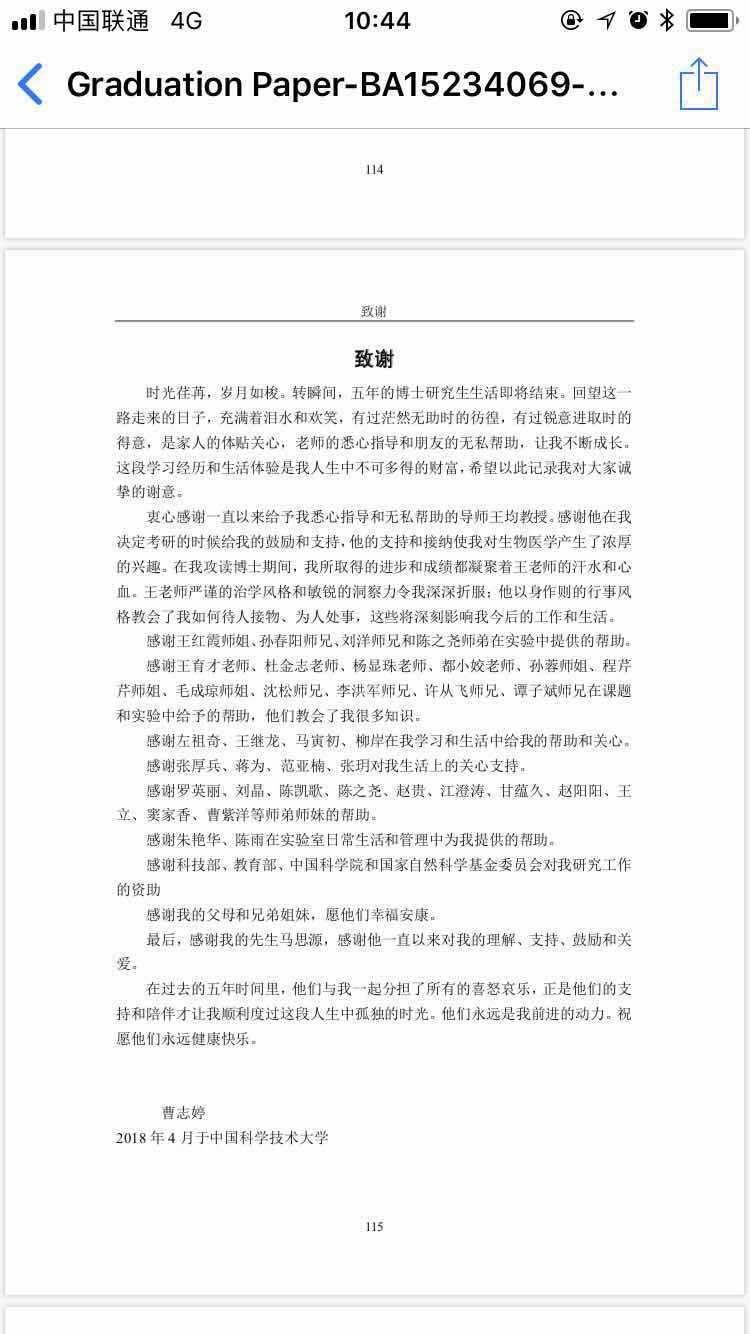 中国联通 4G 10:44
Graduation Paper-BA15234069-...
114
致谢
致谢
时光荏苒，岁月如梭。转瞬间，五年的博士研究生生活即将结束。回望这一
路走来的日子，充满着泪水和欢笑，有过茫然无助时的彷徨，有过锐意进取时的
得意，是家人的体贴关心，老师的悉心指导和朋友的无私帮助，让我不断成长。
这段学习经历和生活体验是我人生中不可多得的财富，希望以此记录我对大家诚
挚的谢意。
衷心感谢一直以来给予我悉心指导和无私帮助的导师王均教授。感谢他在我
决定考研的时候给我的鼓励和支持，他的支持和接纳使我对生物医学产生了浓厚
的兴趣。在我攻读博士期间，我所取得的进步和成绩都凝聚着王老师的汗水和心
血。王老师严谨的治学风格和敏锐的洞察力令我深深折服；他以身作则的行事风
格教会了我如何待人接物、为人处事，这些将深刻影响我今后的工作和生活。
感谢王红霞师姐、孙春阳师兄、刘洋师兄和陈之尧师弟在实验中提供的帮助。
感谢王育才老师、杜金志老师、杨显珠老师、都小姣老师、孙蓉师姐、程芹
芹师姐、毛成琼师姐、沈松师兄、李洪军师兄、许从飞师兄、谭子斌师兄在课题
和实验中给予的帮助，他们教会了我很多知识。
感谢左祖奇、王继龙、马寅初、柳岸在我学习和生活中给我的帮助和关心。
感谢张厚兵、蒋为、范亚楠、张玥对我生活上的关心支持。
感谢罗英丽、刘晶、陈凯歌、陈之尧、赵贵、江澄涛、甘蕴久、赵阳阳、王
立、窦家香、曹紫洋等师弟师妹的帮助。
感谢朱艳华、陈雨在实验室日常生活和管理中为我提供的帮助。
感谢科技部、教育部、中国科学院和国家自然科学基金委员会对我研究工作
的资助
感谢我的父母和兄弟姐妹，愿他们幸福安康。
最后，感谢我的先生马思源，感谢他一直以来对我的理解、支持、鼓励和关
爱。
在过去的五年时间里，他们与我一起分担了所有的喜怒哀乐，正是他们的支
持和陪伴才让我顺利度过这段人生中孤独的时光。他们永远是我前进的动力。祝
愿他们永远健康快乐。
曹志婷
2018 年 4 月于中国科学技术大学
115